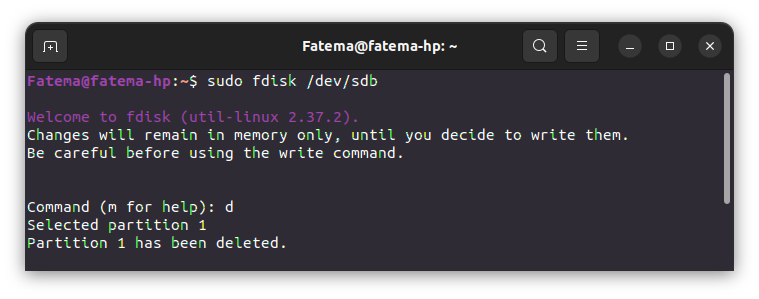 Fatema@fatema-hp: ~
Fatema@fatema-hp:~$ sudo fdisk /dev/sdb
Welcome to fdisk (util-linux 2.37.2).
Changes will remain in memory only, until you decide to write them.
Be careful before using the write command.
Command (m for help): d
Selected partition 1
Partition 1 has been deleted.